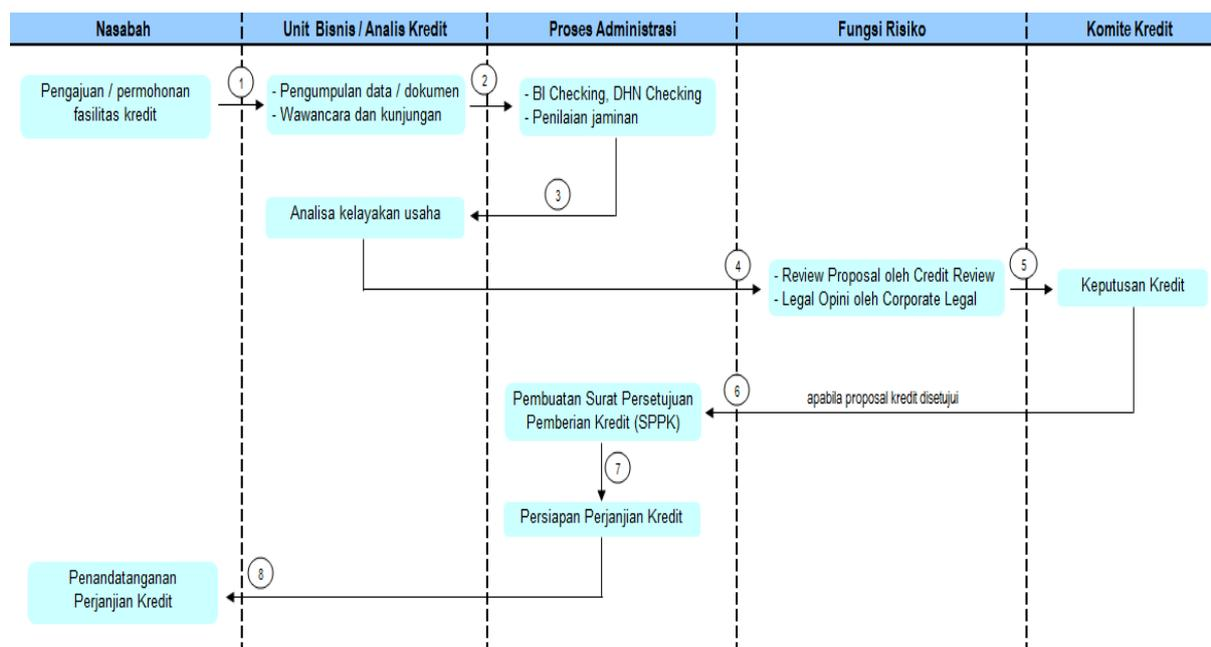 Nasabah
Unit Bisnis / Analis Kredit
Proses Administrasi
Fungsi Risiko
Komite Kredit
Pengajuan / permohonan
fasilitas kredit
1
- Pengumpulan data / dokumen
- Wawancara dan kunjungan
2
- BI Checking, DHN Checking
- Penilaian jaminan
3
Analisa kelayakan usaha
4
- Review Proposal oleh Credit Review
- Legal Opini oleh Corporate Legal
5
Keputusan Kredit
6
apabila proposal kredit disetujui
Pembuatan Surat Persetujuan
Pemberian Kredit (SPPK)
7
Persiapan Perjanjian Kredit
8
Penandatanganan
Perjanjian Kredit